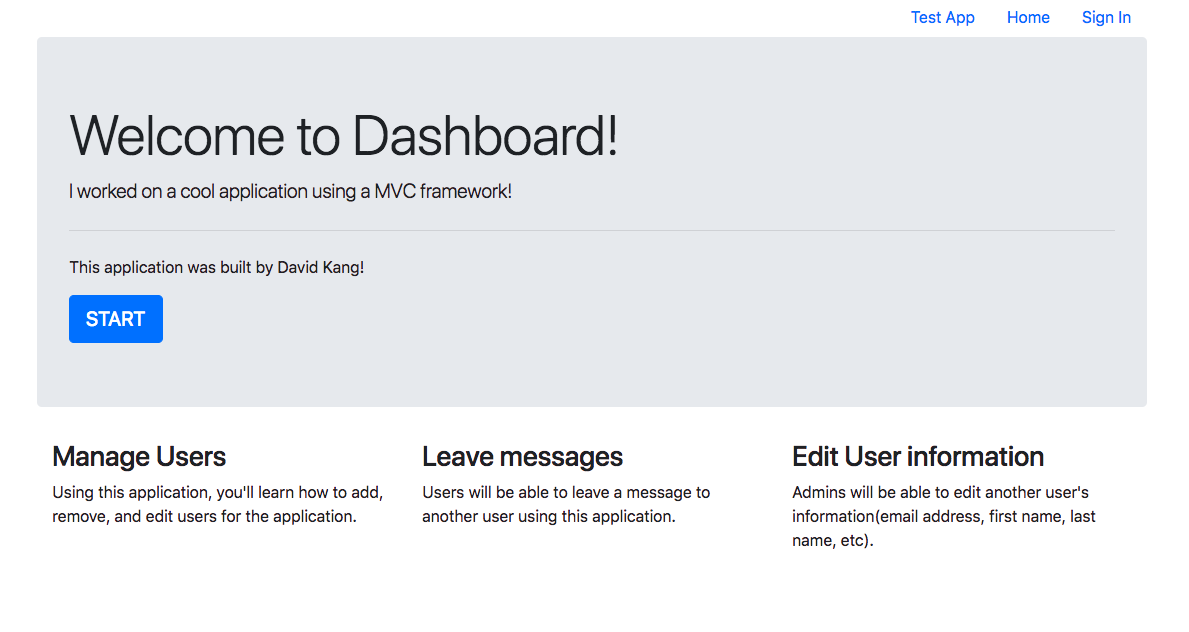 Test App Home Sign In
Welcome to Dashboard!
I worked on a cool application using a MVC framework!
This application was built by David Kang!
START
Manage Users
Using this application, you'll learn how to add,
remove, and edit users for the application.
Leave messages
Users will be able to leave a message to
another user using this application.
Edit User information
Admins will be able to edit another user's
information(email address, first name, last
name, etc).